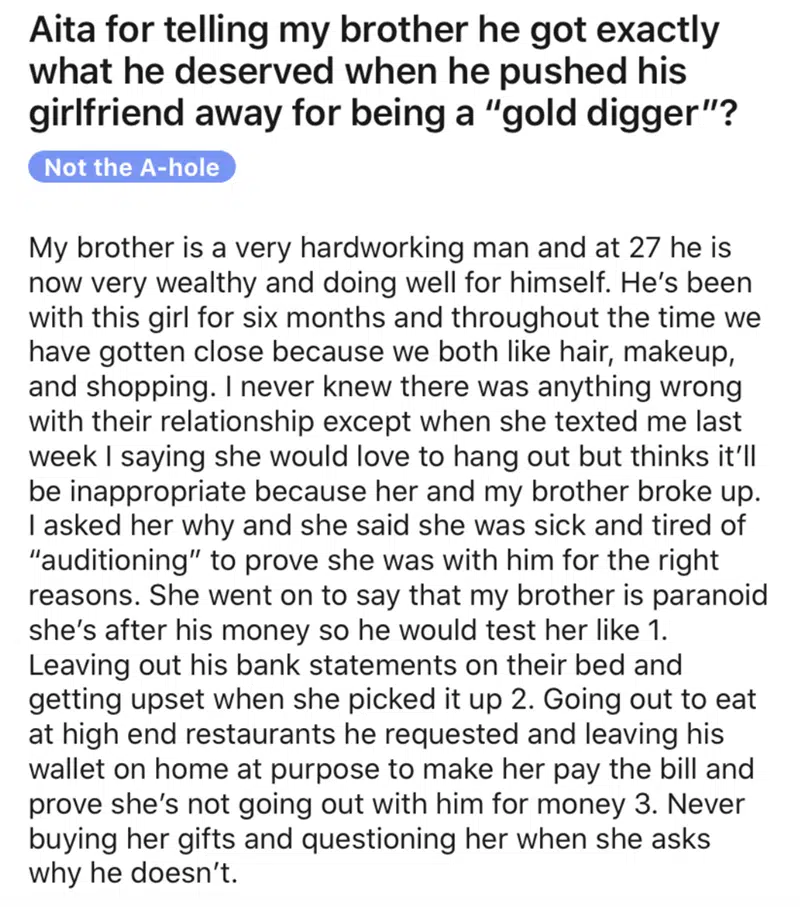 Aita for telling my brother he got exactly
what he deserved when he pushed his
girlfriend away for being a “gold digger”?
Not the A-hole
My brother is a very hardworking man and at 27 he is
now very wealthy and doing well for himself. He’s been
with this girl for six months and throughout the time we
have gotten close because we both like hair, makeup,
and shopping. I never knew there was anything wrong
with their relationship except when she texted me last
week I saying she would love to hang out but thinks it’ll
be inappropriate because her and my brother broke up.
I asked her why and she said she was sick and tired of
“auditioning” to prove she was with him for the right
reasons. She went on to say that my brother is paranoid
she’s after his money so he would test her like 1.
Leaving out his bank statements on their bed and
getting upset when she picked it up 2. Going out to eat
at high end restaurants he requested and leaving his
wallet on home at purpose to make her pay the bill and
prove she’s not going out with him for money 3. Never
buying her gifts and questioning her when she asks
why he doesn’t.